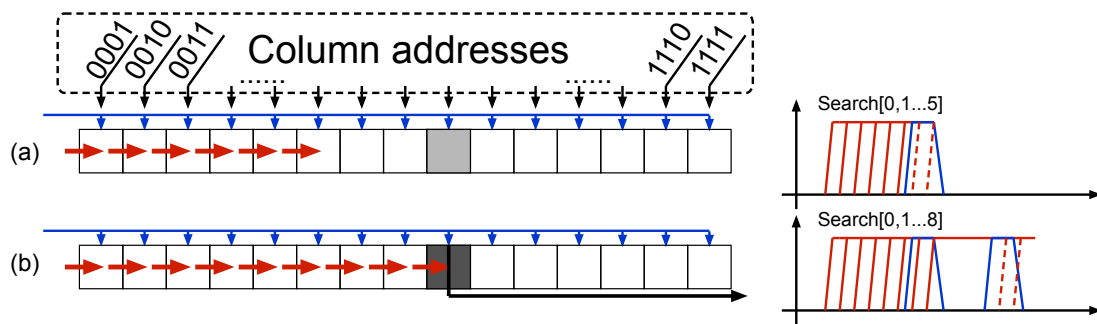 0001
0010
0011
Column addresses
1110
1111
........
........
(a)
Search[0,1...5]
(b)
Search[0,1...8]